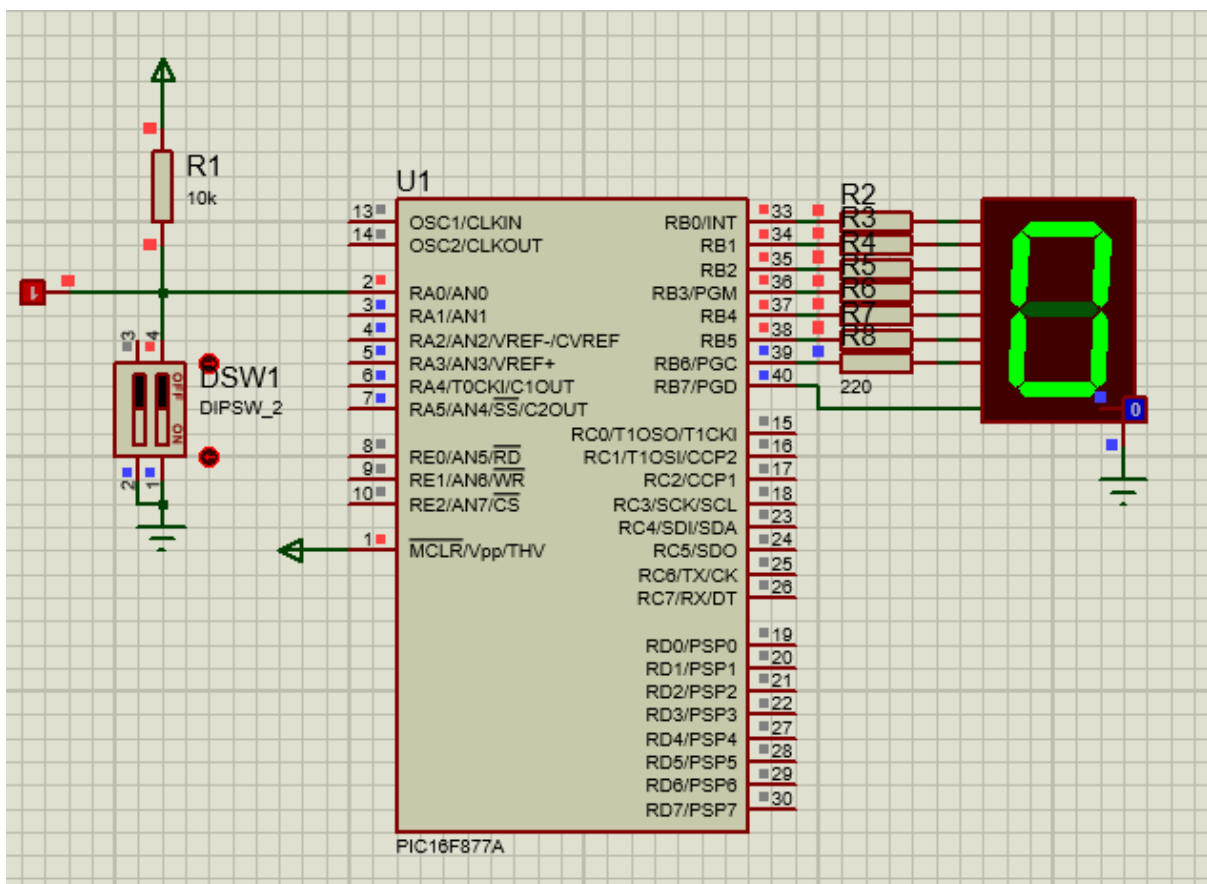 R1
10k
1
3
4
OFF
ON
DSW1
DIPSW_2
2
1
U1
13
OSC1/CLKIN
14
OSC2/CLKOUT
2
RA0/AN0
3
RA1/AN1
4
RA2/AN2/VREF-/CVREF
5
RA3/AN3/VREF+
6
RA4/T0CKI/C1OUT
7
RA5/AN4/SS/C2OUT
8
RE0/AN5/RD
9
RE1/AN6/WR
10
RE2/AN7/CS
1
MCLR/Vpp/THV
RB0/INT
33
RB1
34
RB2
35
RB3/PGM
36
RB4
37
RB5
38
RB6/PGC
39
RB7/PGD
40
RC0/T1OSO/T1CKI
15
RC1/T1OSI/CCP2
16
RC2/CCP1
17
RC3/SCK/SCL
18
RC4/SDI/SDA
23
RC5/SDO
24
RC6/TX/CK
25
RC7/RX/DT
26
RD0/PSP0
19
RD1/PSP1
20
RD2/PSP2
21
RD3/PSP3
22
RD4/PSP4
27
RD5/PSP5
28
RD6/PSP6
29
RD7/PSP7
30
PIC16F877A
R2
R3
R4
R5
R6
R7
R8
220
0
0